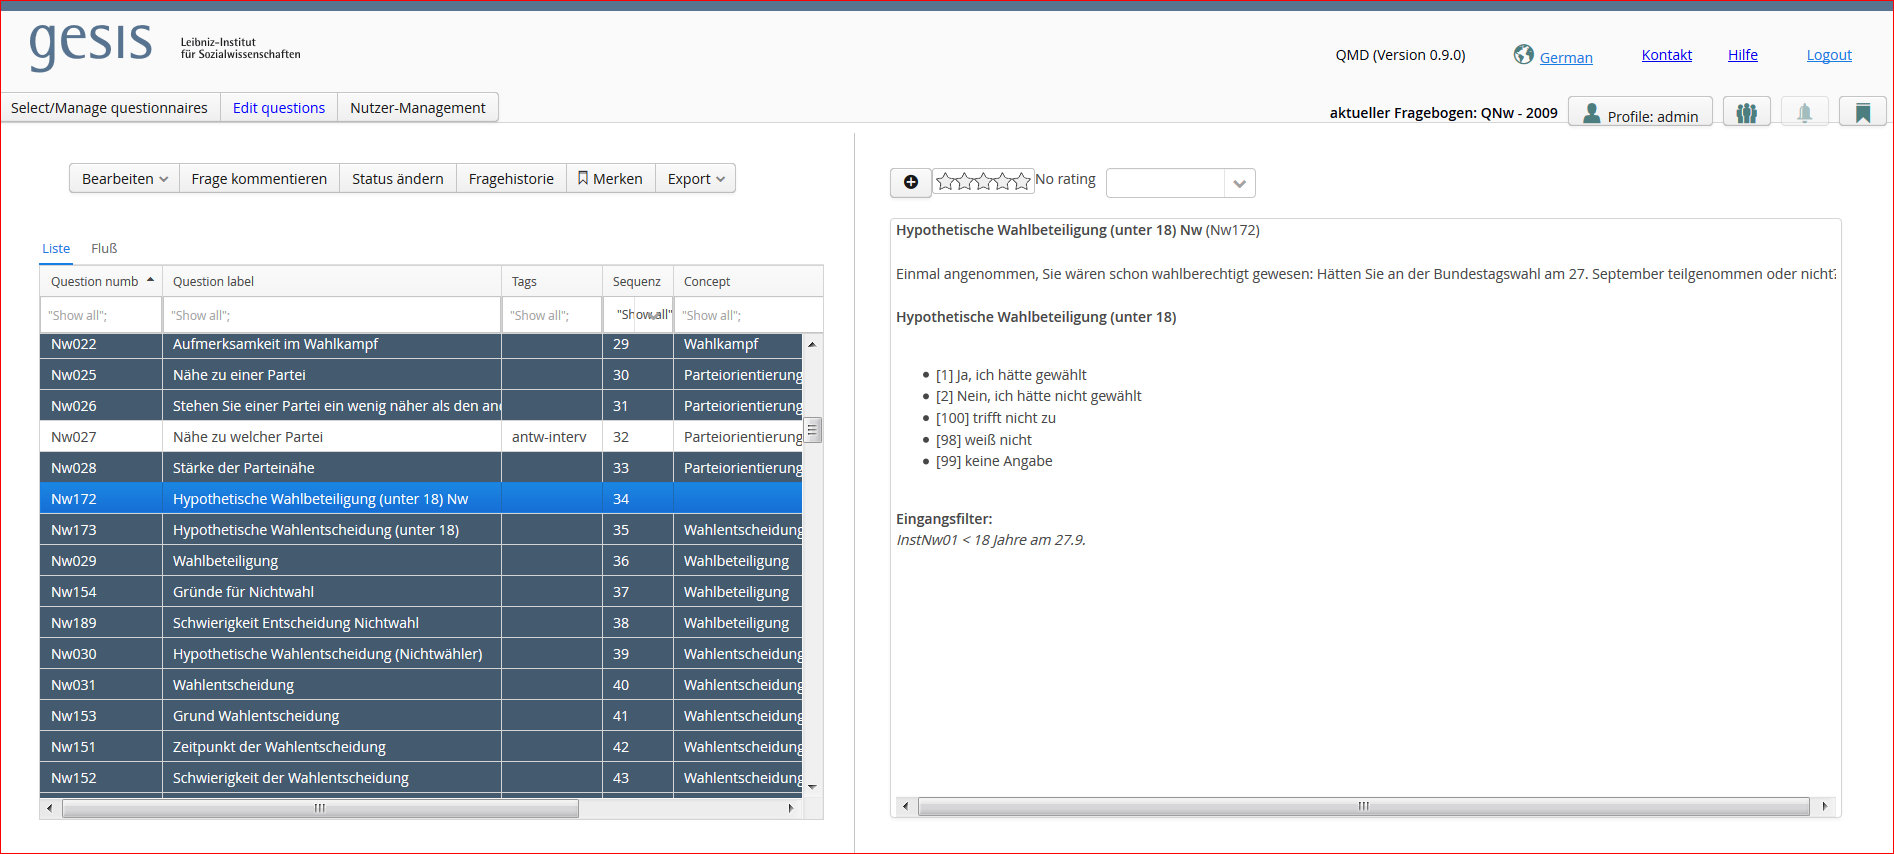 gesis
Leibniz-Institut
für Sozialwissenschaften
QMD (Version 0.9.0)
German
Kontakt
Hilfe
Logout
Select/Manage questionnaires
Edit questions
Nutzer-Management
aktueller Fragebogen: QNw - 2009
Profile: admin
Bearbeiten
Frage kommentieren
Status ändern
Fragehistorie
Merken
Export
No rating
Liste
Fluß
Question numb Question label Tags Sequenz Concept
"Show all"; "Show all"; "Show all"; "Show all" "Show all";
Nw022 Aufmerksamkeit im Wahlkampf 29 Wahlkampf
Nw025 Nähe zu einer Partei 30 Parteiorientierung
Nw026 Stehen Sie einer Partei ein wenig näher als den and 31 Parteiorientierung
Nw027 Nähe zu welcher Partei antw-interv 32 Parteiorientierung
Nw028 Stärke der Parteinähe 33 Parteiorientierung
Nw172 Hypothetische Wahlbeteiligung (unter 18) Nw 34
Nw173 Hypothetische Wahlentscheidung (unter 18) 35 Wahlentscheidung
Nw029 Wahlbeteiligung 36 Wahlbeteiligung
Nw154 Gründe für Nichtwahl 37 Wahlbeteiligung
Nw189 Schwierigkeit Entscheidung Nichtwahl 38 Wahlbeteiligung
Nw030 Hypothetische Wahlentscheidung (Nichtwähler) 39 Wahlentscheidung
Nw031 Wahlentscheidung 40 Wahlentscheidung
Nw153 Grund Wahlentscheidung 41 Wahlentscheidung
Nw151 Zeitpunkt der Wahlentscheidung 42 Wahlentscheidung
Nw152 Schwierigkeit der Wahlentscheidung 43 Wahlentscheidung
Hypothetische Wahlbeteiligung (unter 18) Nw (Nw172)
Einmal angenommen, Sie wären schon wahlberechtigt gewesen: Hätten Sie an der Bundestagswahl am 27. September teilgenommen oder nicht?
Hypothetische Wahlbeteiligung (unter 18)
• [1] Ja, ich hätte gewählt
• [2] Nein, ich hätte nicht gewählt
• [100] trifft nicht zu
• [98] weiß nicht
• [99] keine Angabe
Eingangsfilter:
InstNw01 < 18 Jahre am 27.9.